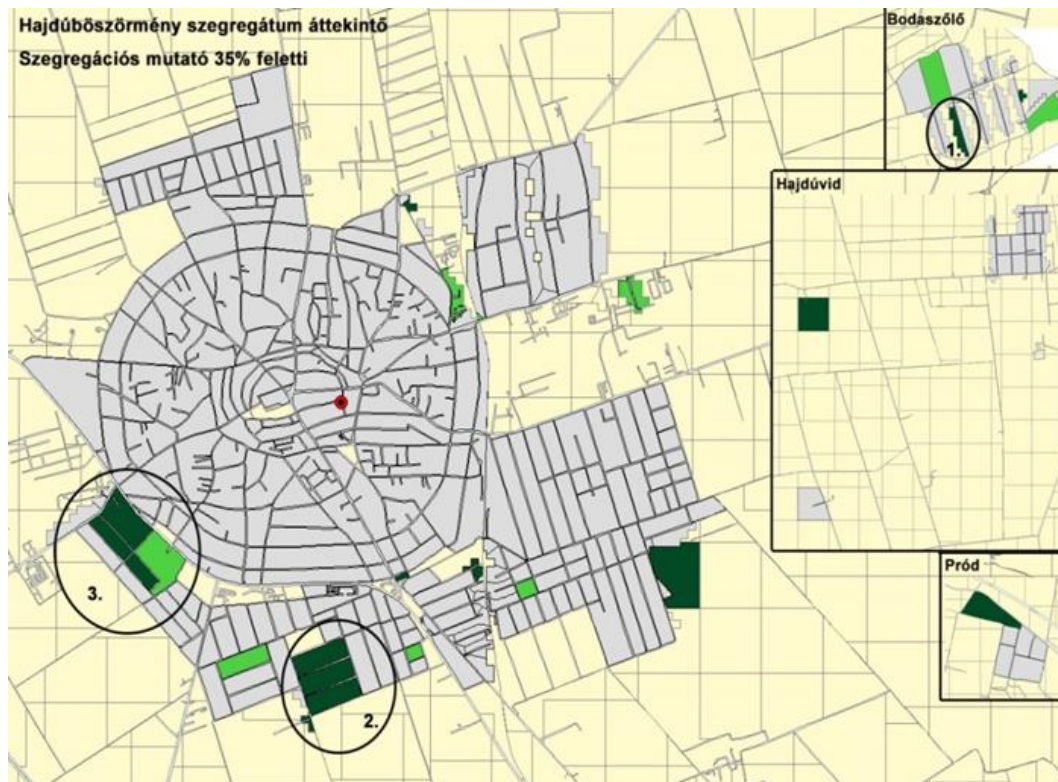 Hajdúböszörmény szegregátum áttekintő
Szegregációs mutató 35% feletti
Bodaszőlő
1.
Hajdúvid
Pród
3.
2.